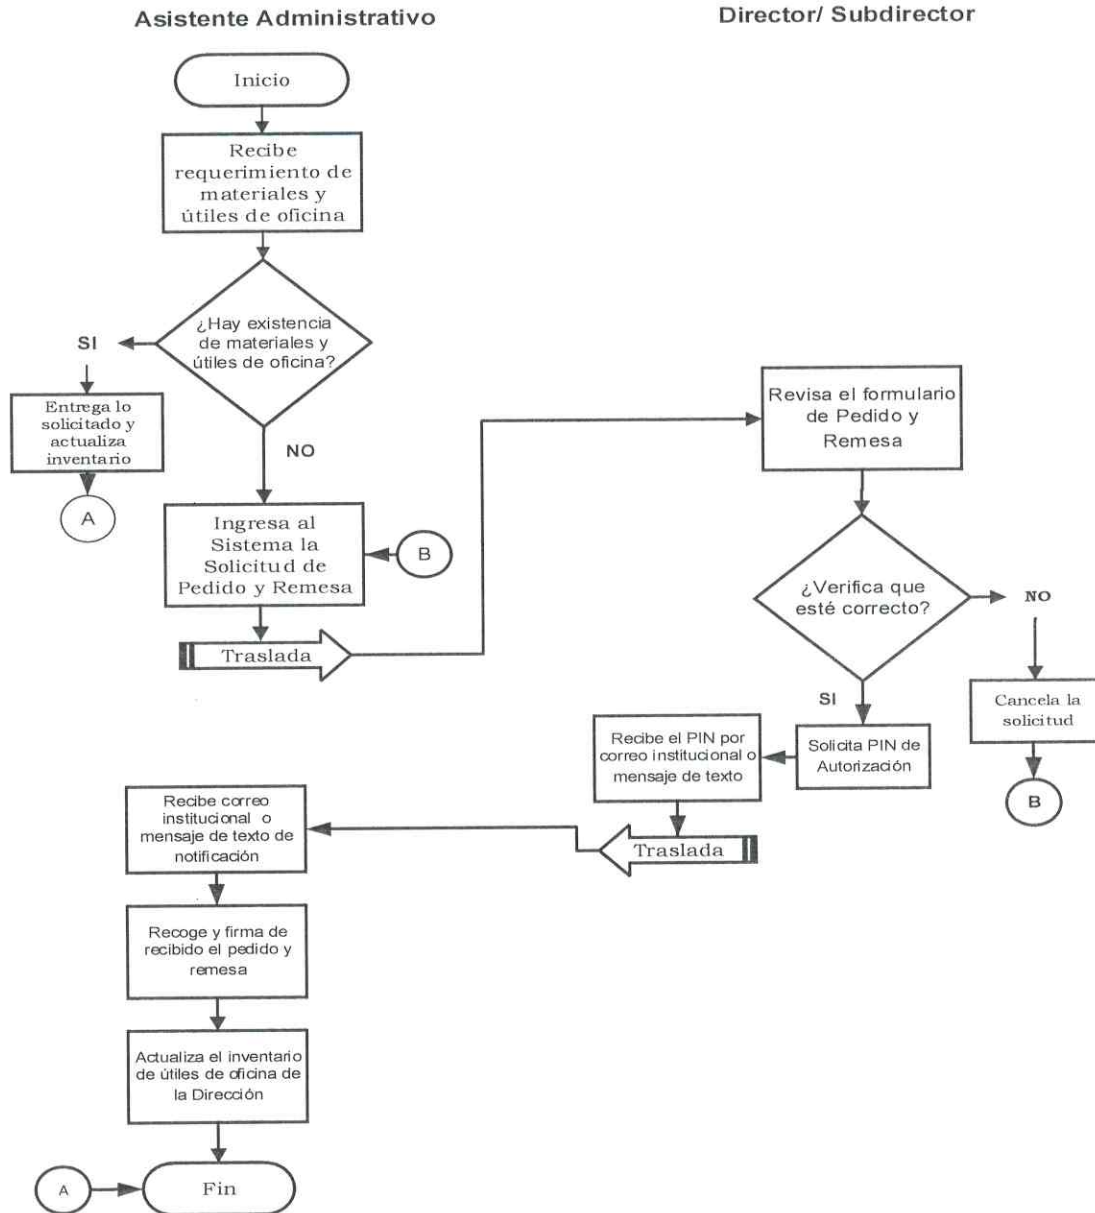 Asistente Administrativo
Director/ Subdirector
Inicio
Recibe
requerimiento de
materiales y
útiles de oficina
¿Hay existencia
de materiales y
útiles de oficina?
SI
Entrega lo
solicitado y
actualiza
inventario
A
NO
Ingresa al
Sistema la
Solicitud de
Pedido y Remesa
B
Traslada
Revisa el formulario
de Pedido y
Remesa
¿Verifica que
esté correcto?
NO
Cancela la
solicitud
B
SI
Solicita PIN de
Autorización
Recibe el PIN por
correo institucional o
mensaje de texto
Traslada
Recibe correo
institucional o
mensaje de texto de
notificación
Recoge y firma de
recibido el pedido y
remesa
Actualiza el inventario
de útiles de oficina de
la Dirección
A
Fin